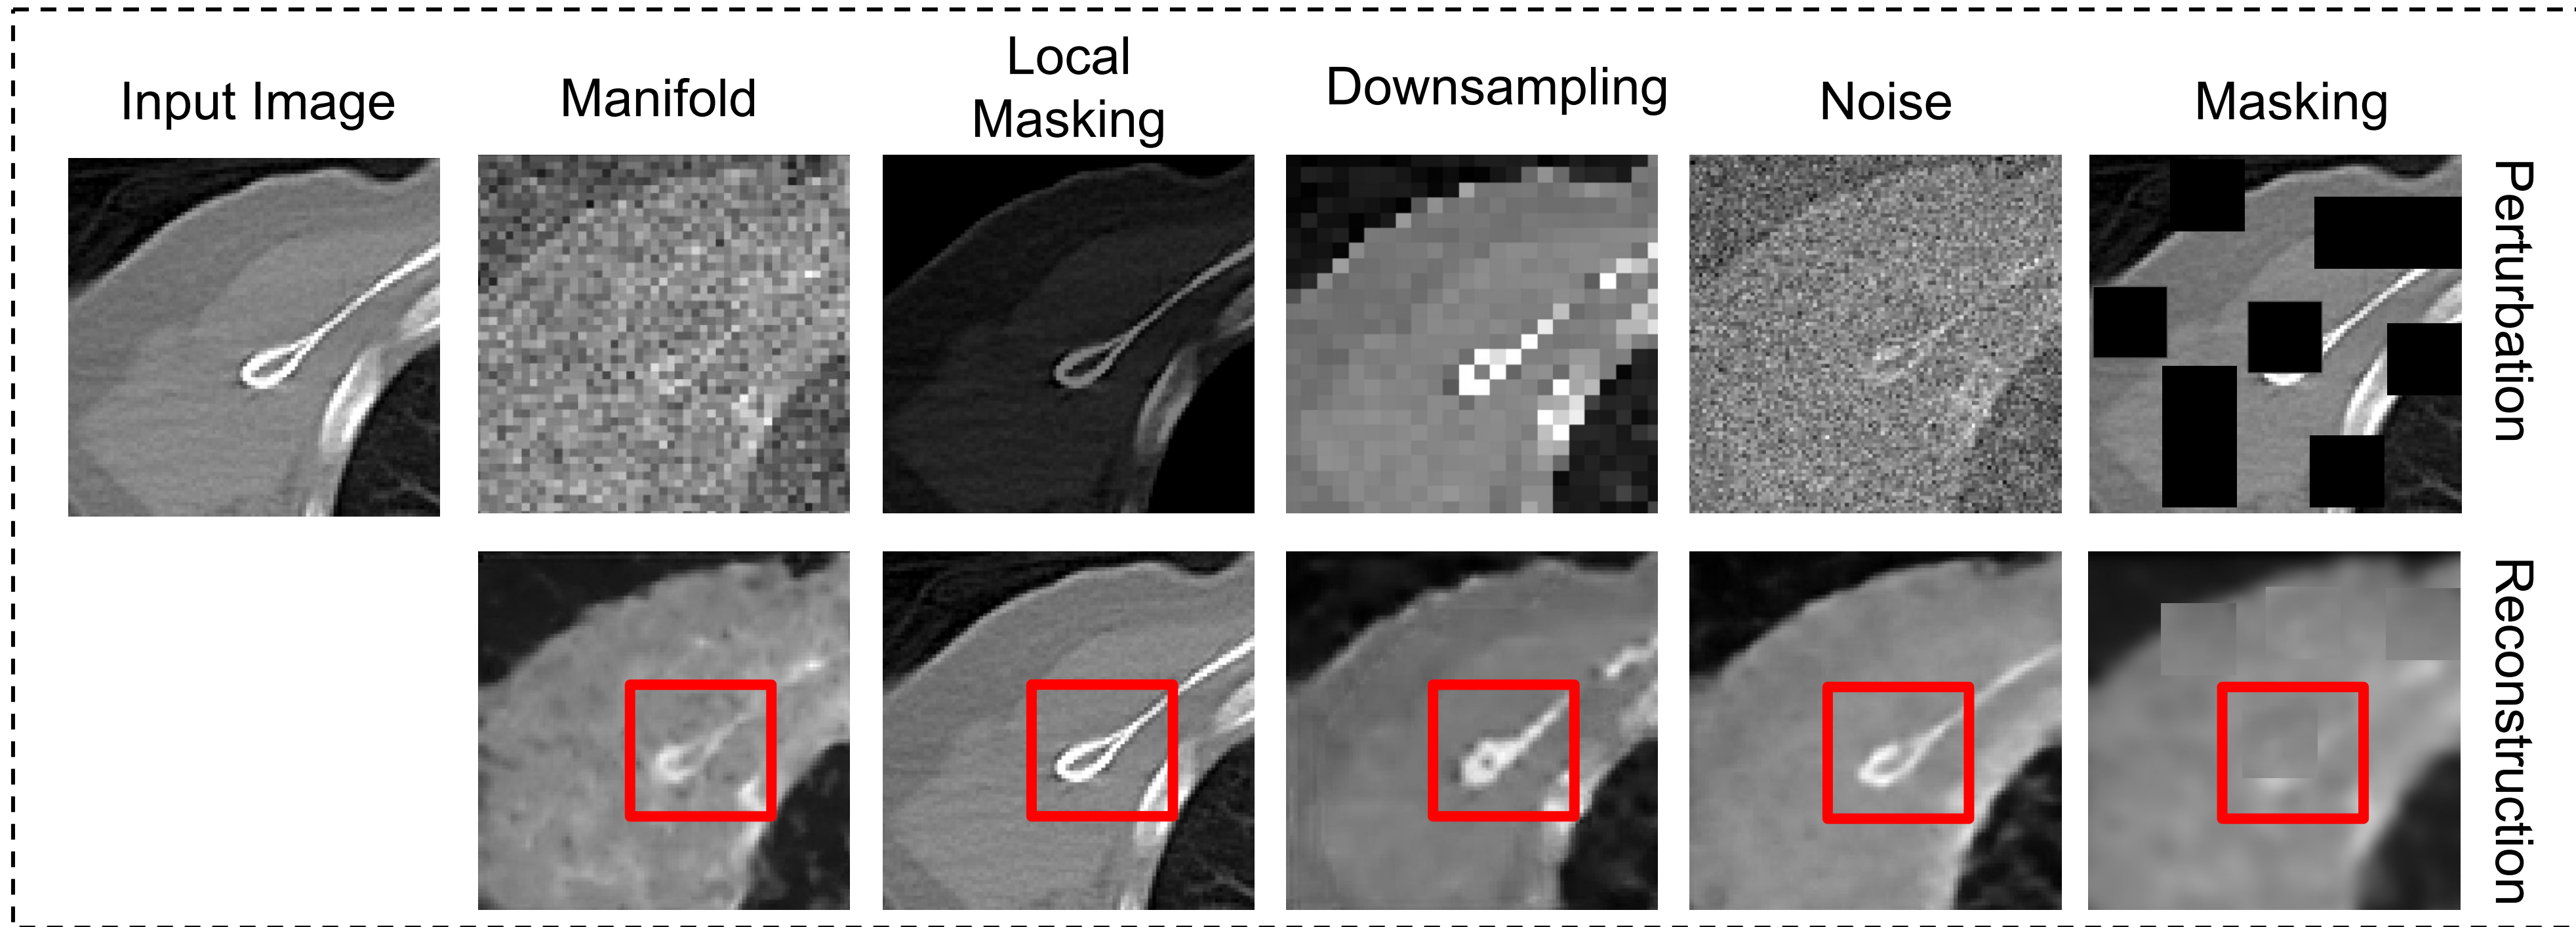 Input Image
Manifold
Local
Masking
Downsampling
Noise
Masking
Perturbation
Reconstruction